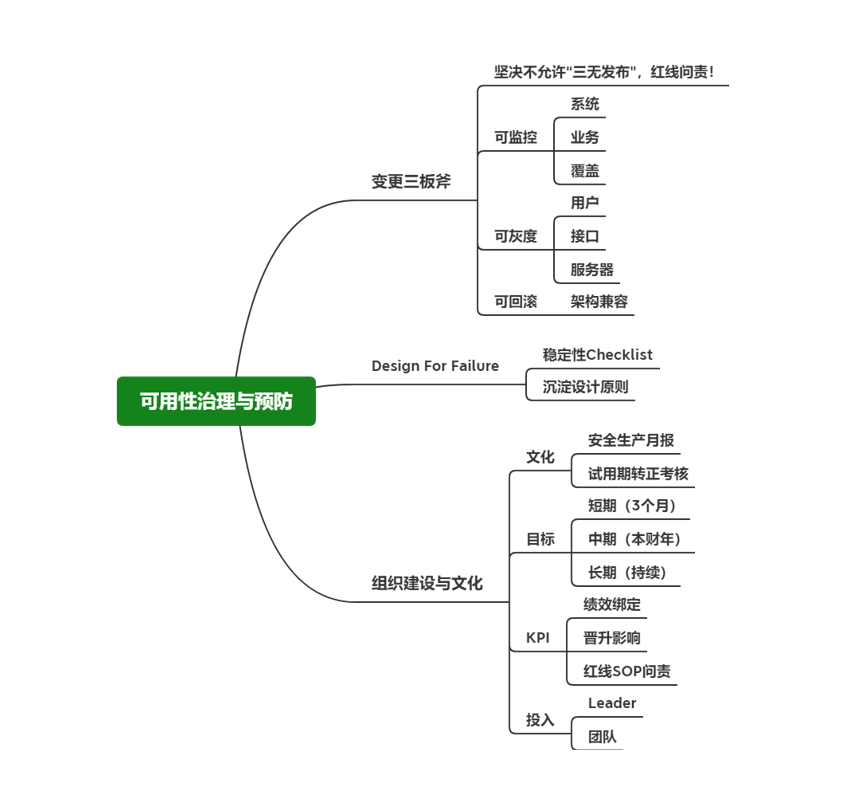 可用性治理与预防
变更三板斧
坚决不允许"三无发布"，红线问责！
可监控
系统
业务
覆盖
可灰度
用户
接口
服务器
可回滚
架构兼容
Design For Failure
稳定性Checklist
沉淀设计原则
组织建设与文化
文化
安全生产月报
试用期转正考核
目标
短期（3个月）
中期（本财年）
长期（持续）
KPI
绩效绑定
晋升影响
红线SOP问责
投入
Leader
团队